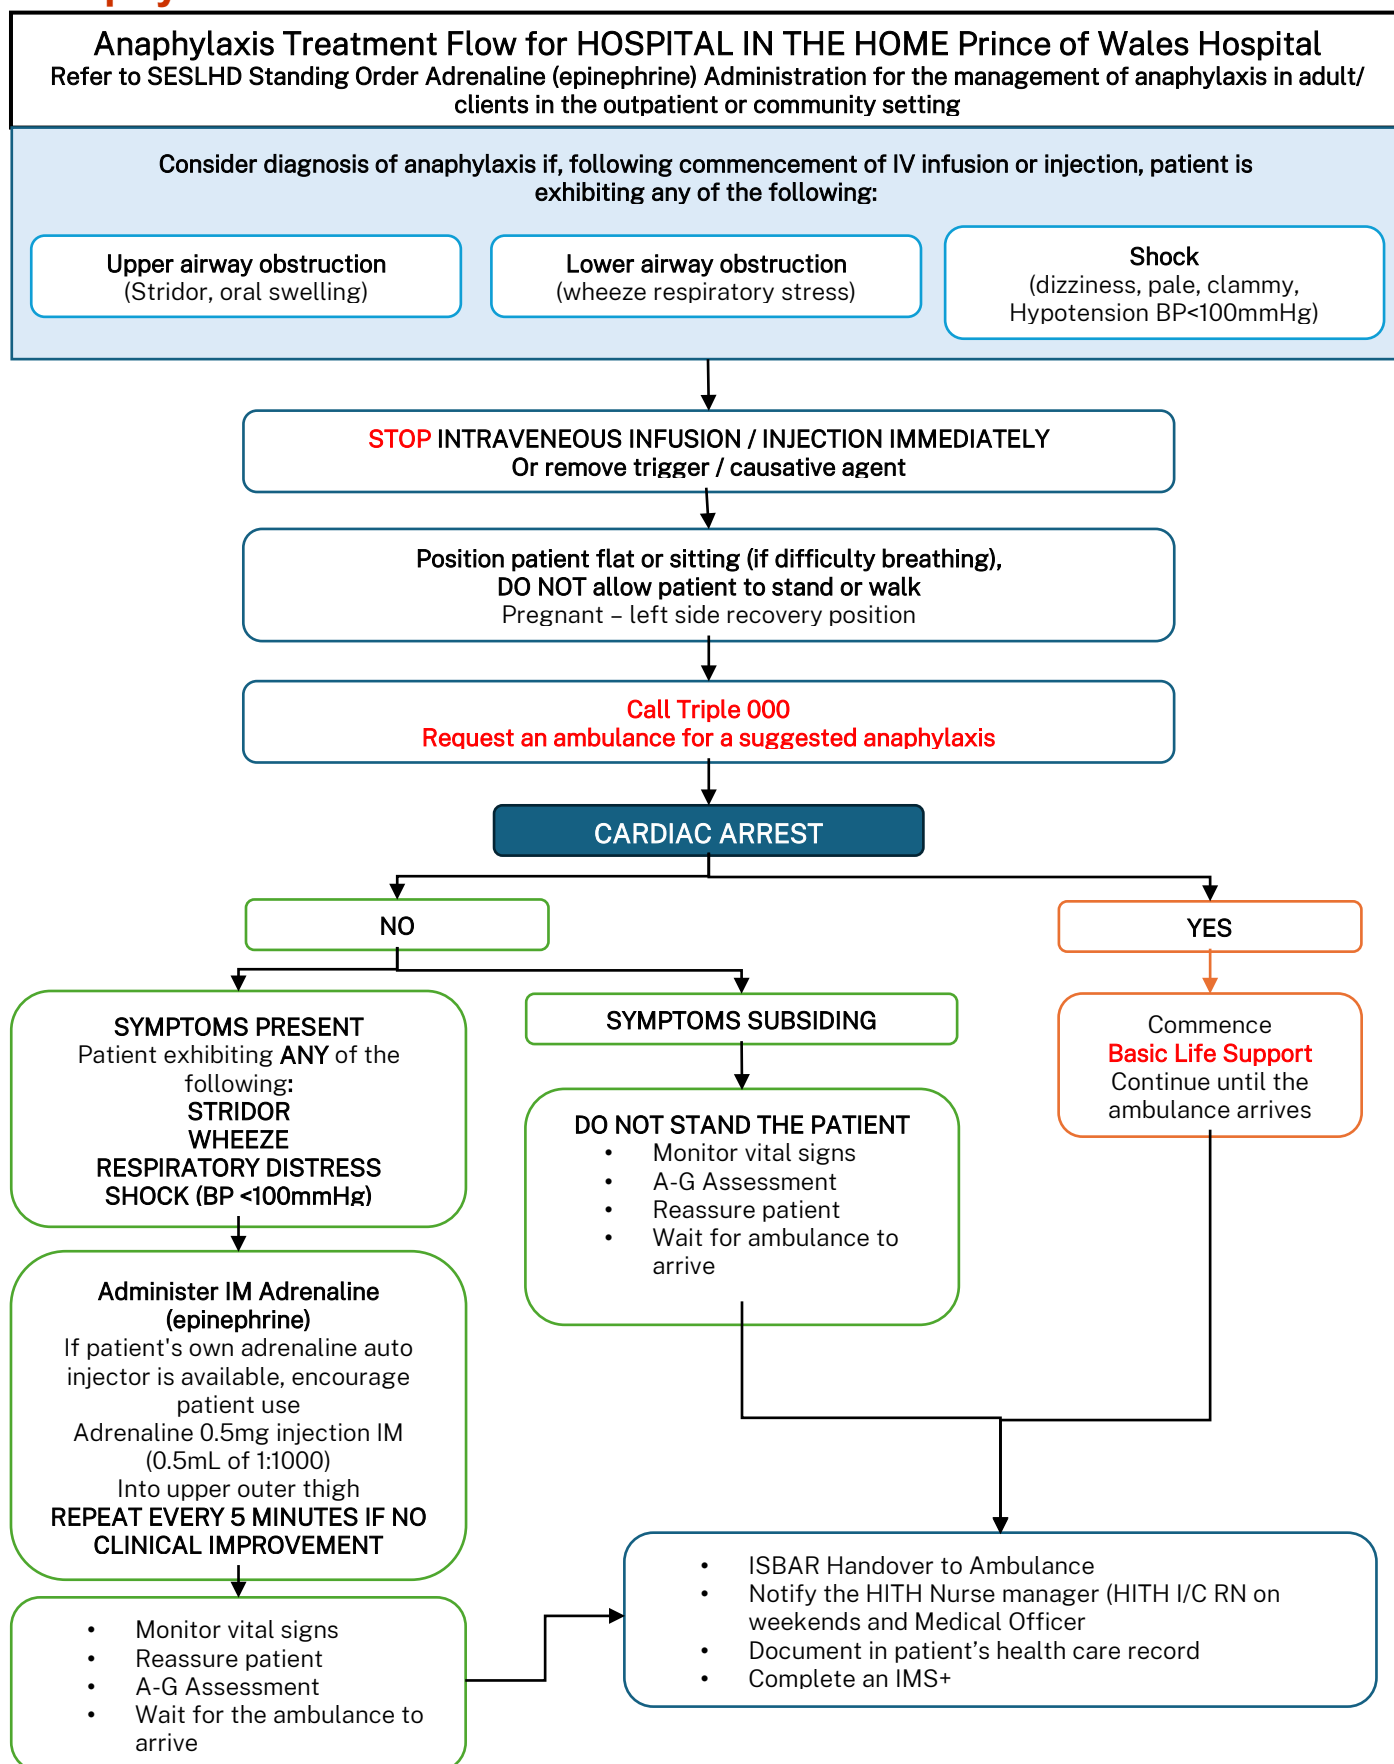 Anaphylaxis Treatment Flow for HOSPITAL IN THE HOME Prince of Wales Hospital
Refer to SESLHD Standing Order Adrenaline (epinephrine) Administration for the management of anaphylaxis in adult/
clients in the outpatient or community setting
Consider diagnosis of anaphylaxis if, following commencement of IV infusion or injection, patient is
exhibiting any of the following:
Upper airway obstruction
(Stridor, oral swelling)
Lower airway obstruction
(wheeze respiratory stress)
Shock
(dizziness, pale, clammy,
Hypotension BP<100mmHg)
STOP INTRAVENEOUS INFUSION / INJECTION IMMEDIATELY
Or remove trigger / causative agent
Position patient flat or sitting (if difficulty breathing),
DO NOT allow patient to stand or walk
Pregnant – left side recovery position
Call Triple 000
Request an ambulance for a suggested anaphylaxis
CARDIAC ARREST
NO
YES
SYMPTOMS PRESENT
Patient exhibiting ANY of the
following:
STRIDOR
WHEEZE
RESPIRATORY DISTRESS
SHOCK (BP <100mmHg)
SYMPTOMS SUBSIDING
Commence
Basic Life Support
Continue until the
ambulance arrives
DO NOT STAND THE PATIENT
• Monitor vital signs
• A-G Assessment
• Reassure patient
• Wait for ambulance to
arrive
Administer IM Adrenaline
(epinephrine)
If patient's own adrenaline auto
injector is available, encourage
patient use
Adrenaline 0.5mg injection IM
(0.5mL of 1:1000)
Into upper outer thigh
REPEAT EVERY 5 MINUTES IF NO
CLINICAL IMPROVEMENT
• Monitor vital signs
• Reassure patient
• A-G Assessment
• Wait for the ambulance to
arrive
• ISBAR Handover to Ambulance
• Notify the HITH Nurse manager (HITH I/C RN on
weekends and Medical Officer
• Document in patient’s health care record
• Complete an IMS+